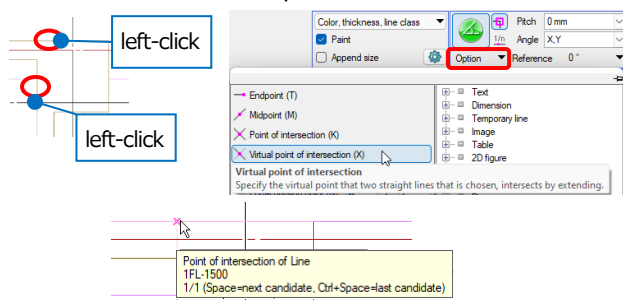 left-click
left-click
Color, thickness, line class
Paint
Append size
Option
Pitch 0 mm
1/n Angle X,Y
Reference 0 °
Endpoint (T)
Midpoint (M)
Point of intersection (K)
Virtual point of intersection (X)
Text
Dimension
Temporary line
Image
Table
2D figure
Virtual point of intersection
Specify the virtual point that two straight lines that is chosen, intersects by extending.
Point of intersection of Line
1FL-1500
1/1 (Space=next candidate, Ctrl+Space=last candidate)